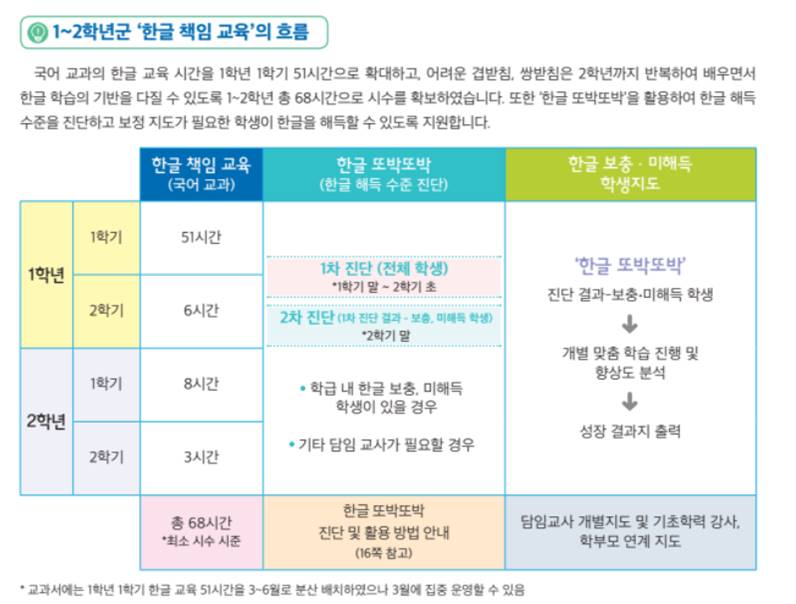 1~2학년군 '한글 책임 교육'의 흐름
국어 교과의 한글 교육 시간을 1학년 1학기 51시간으로 확대하고, 어려운 겹받침, 쌍받침은 2학년까지 반복하여 배우면서
한글 학습의 기반을 다질 수 있도록 1~2학년 총 68시간으로 시수를 확보하였습니다. 또한 '한글 또박또박'을 활용하여 한글 해득
수준을 진단하고 보정 지도가 필요한 학생이 한글을 해득할 수 있도록 지원합니다.
한글 책임 교육
(국어 교과)
한글 또박또박
(한글 해득 수준 진단)
한글 보충·미해득
학생지도
1학년
1학기
51시간
2학기
6시간
1차 진단 (전체 학생)
*1학기 말 ~ 2학기 초
2차 진단 (1차 진단 결과 - 보충, 미해득 학생)
*2학기 말
2학년
1학기
8시간
2학기
3시간
• 학급 내 한글 보충, 미해득
학생이 있을 경우
• 기타 담임 교사가 필요할 경우
'한글 또박또박'
진단 결과-보충·미해득 학생
개별 맞춤 학습 진행 및
향상도 분석
성장 결과지 출력
총 68시간
*최소 시수 시준
한글 또박또박
진단 및 활용 방법 안내
(16쪽 참고)
담임교사 개별지도 및 기초학력 강사,
학부모 연계 지도
* 교과서에는 1학년 1학기 한글 교육 51시간을 3~6월로 분산 배치하였으나 3월에 집중 운영할 수 있음